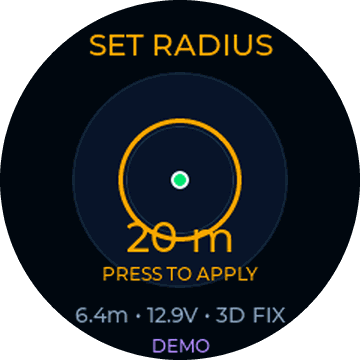 SET RADIUS
20 m
PRESS TO APPLY
6.4m · 12.9V · 3D FIX
DEMO